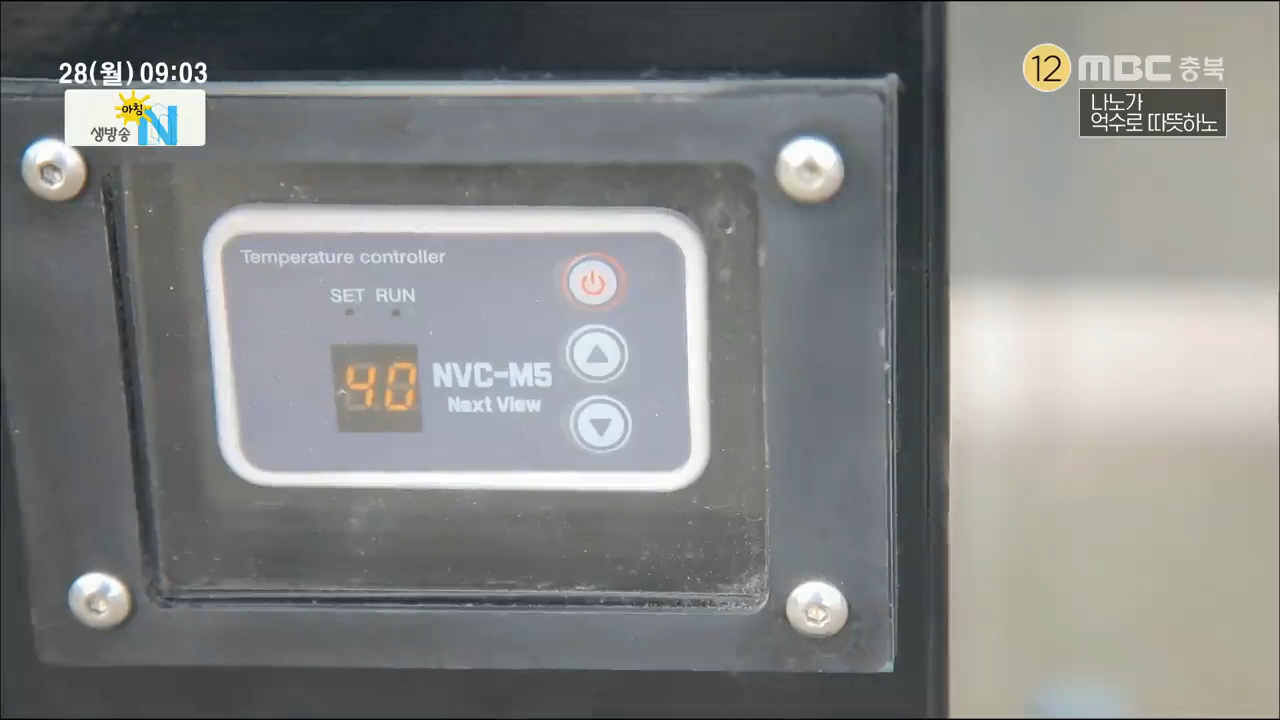 28(월) 09:03
아침
생방송 N
12 MBC 충북
나노가
억수로 따뜻하노
Temperature controller
SET RUN
40
NVC-M5
Next View